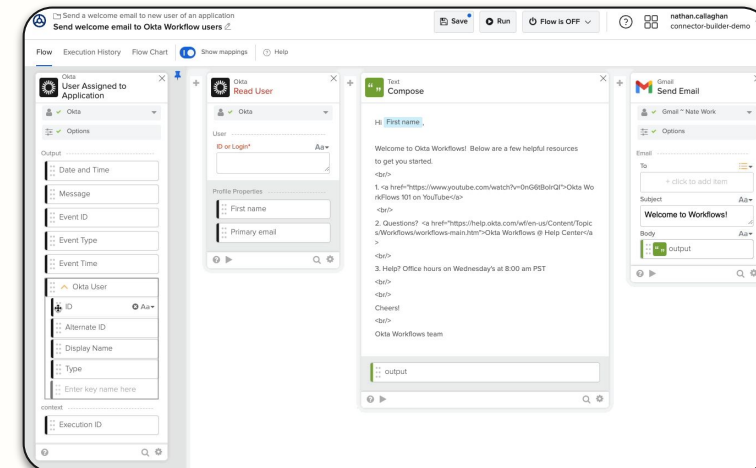 Send a welcome email to new user of an application
Send welcome email to Okta Workflow users
Save
Run
Flow is OFF
?
nathan.callaghan
connector-builder-demo
Flow
Execution History
Flow Chart
Show mappings
? Help
Okta
User Assigned to
Application
Okta
Options
Output
Date and Time
Message
Event ID
Event Type
Event Time
Okta User
ID
Aa
Alternate ID
Display Name
Type
Enter key name here
context
Execution ID
Okta
Read User
Okta
User
ID or Login*
Aa
Profile Properties
First name
Primary email
Text
Compose
Hi First name ,
Welcome to Okta Workflows! Below are a few helpful resources
to get you started.
<br/>
1. <a href="https://www.youtube.com/watch?v=0nG6tBoIrQI">Okta Wo
rkFlows 101 on YouTube</a>
<br/>
2. Questions? <a href="https://help.okta.com/wf/en-us/Content/Topic
s/Workflows/workflows-main.htm">Okta Workflows @ Help Center</a
>
<br/>
3. Help? Office hours on Wednesday's at 8:00 am PST
<br/>
<br/>
Cheers!
<br/>
Okta Workflows team
output
Gmail
Send Email
Gmail ~ Nate Work
Options
Email
To
+ click to add item
Subject
Aa
Welcome to Workflows!
Body
Aa
output